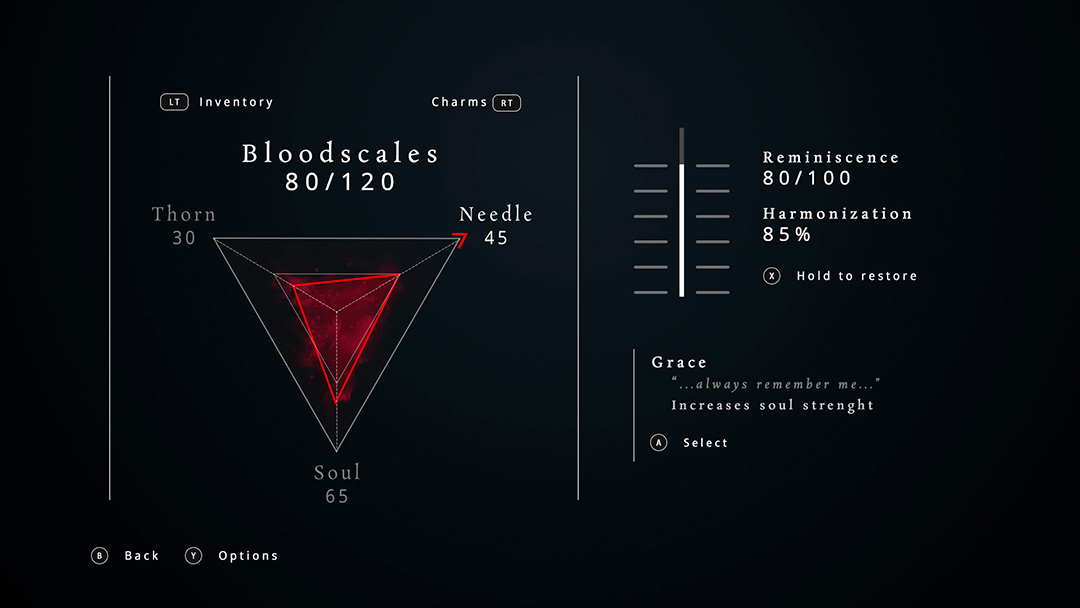 LT Inventory
Charms RT
Bloodscales
80/120
Thorn
30
Needle
45
Soul
65
Reminiscence
80/100
Harmonization
85%
X Hold to restore
Grace
“...always remember me...”
Increases soul strenght
A Select
B Back Y Options